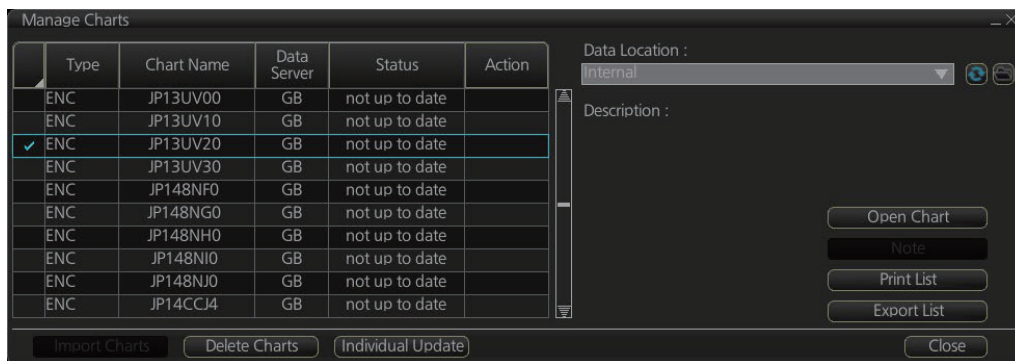 Manage Charts
Type Chart Name Data Server Status Action
ENC JP13UV00 GB not up to date
ENC JP13UV10 GB not up to date
ENC JP13UV20 GB not up to date
ENC JP13UV30 GB not up to date
ENC JP148NF0 GB not up to date
ENC JP148NG0 GB not up to date
ENC JP148NH0 GB not up to date
ENC JP148NI0 GB not up to date
ENC JP148NJ0 GB not up to date
ENC JP14CCJ4 GB not up to date
Data Location :
Internal
Description :
Open Chart
Note
Print List
Export List
Import Charts Delete Charts Individual Update Close